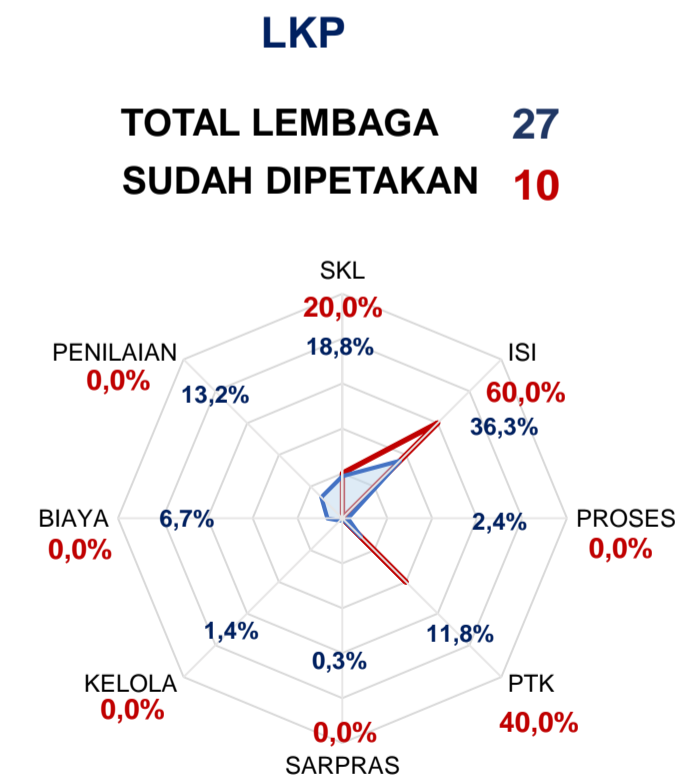 LKP
TOTAL LEMBAGA 27
SUDAH DIPETAKAN 10
SKL
20,0%
18,8%
PENILAIAN
0,0%
13,2%
ISI
60,0%
36,3%
BIAYA
0,0%
6,7%
2,4%
PROSES
0,0%
1,4%
KELOLA
0,0%
0,3%
0,0%
SARPRAS
11,8%
PTK
40,0%